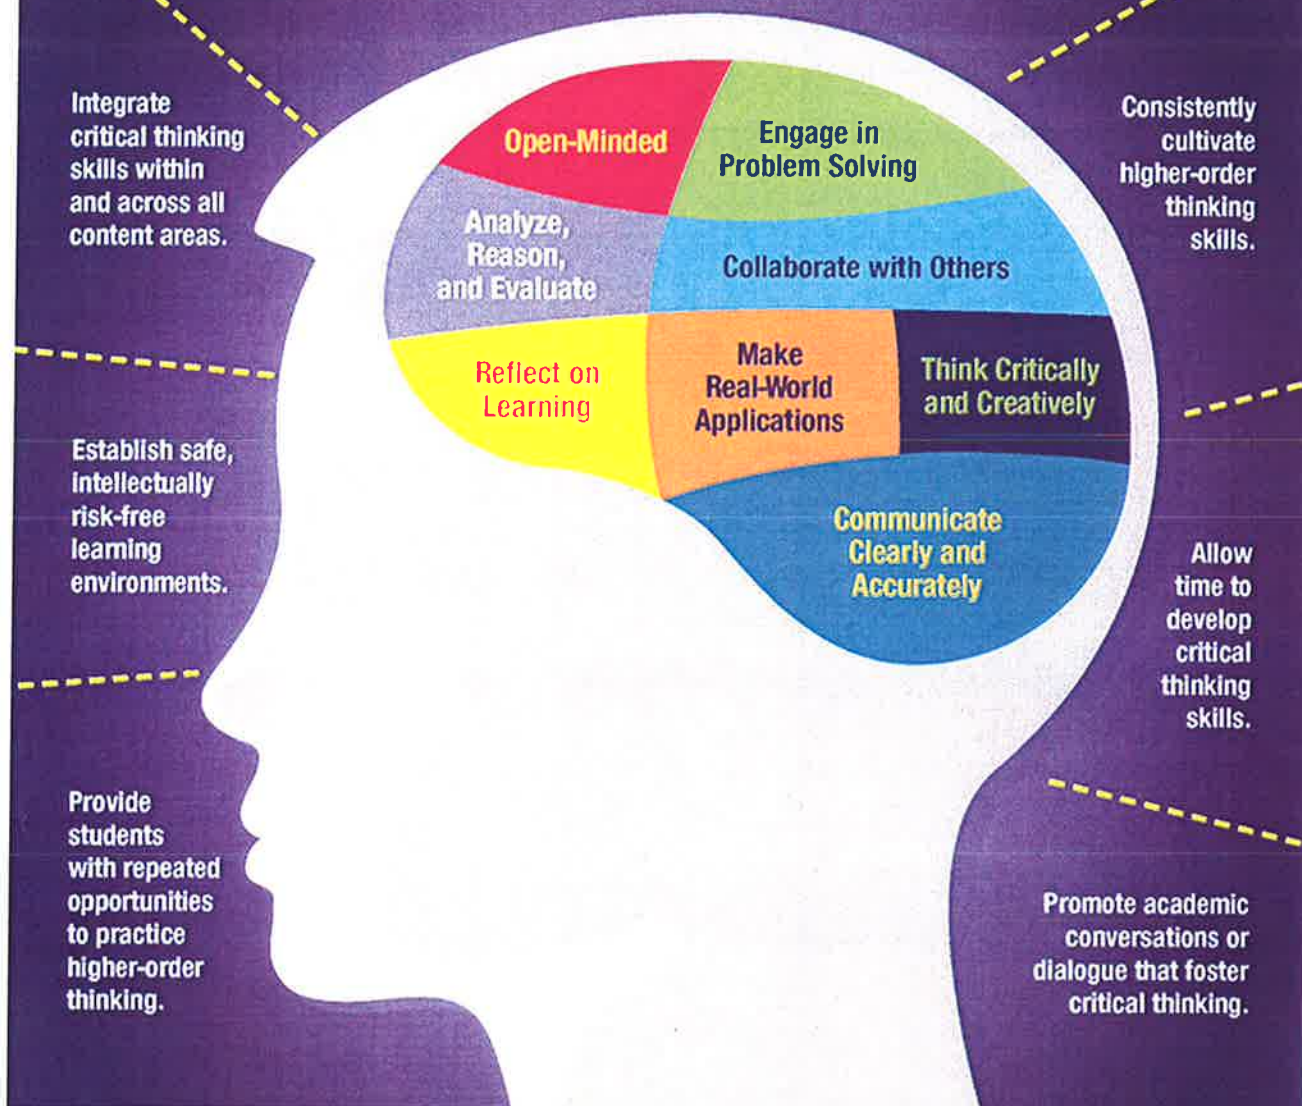 Integrate
critical thinking
skills within
and across all
content areas.
Establish safe,
intellectually
risk-free
learning
environments.
Provide
students
with repeated
opportunities
to practice
higher-order
thinking.
Open-Minded
Engage in
Problem Solving
Analyze,
Reason,
and Evaluate
Collaborate with Others
Reflect on
Learning
Make
Real-World
Applications
Think Critically
and Creatively
Communicate
Clearly and
Accurately
Consistently
cultivate
higher-order
thinking
skills.
Allow
time to
develop
critical
thinking
skills.
Promote academic
conversations or
dialogue that foster
critical thinking.